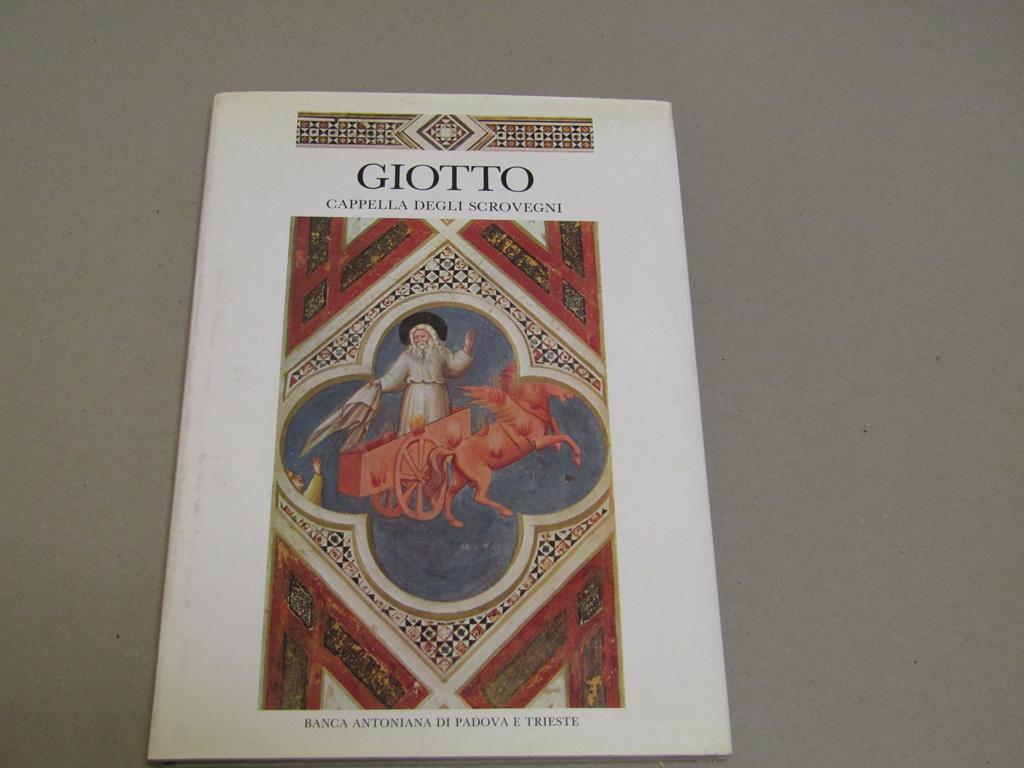 GIOTTO
CAPPELLA DEGLI SCROVEGNI
BANCA ANTONIANA DI PADOVA E TRIESTE